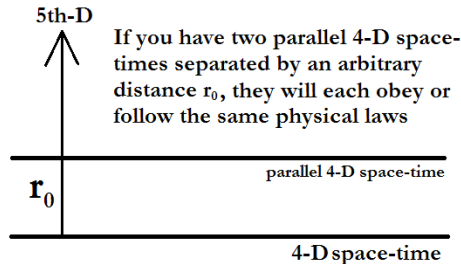 5th-D
If you have two parallel 4-D space-
times separated by an arbitrary
distance r₀, they will each obey or
follow the same physical laws
parallel 4-D space-time
r₀
4-D space-time